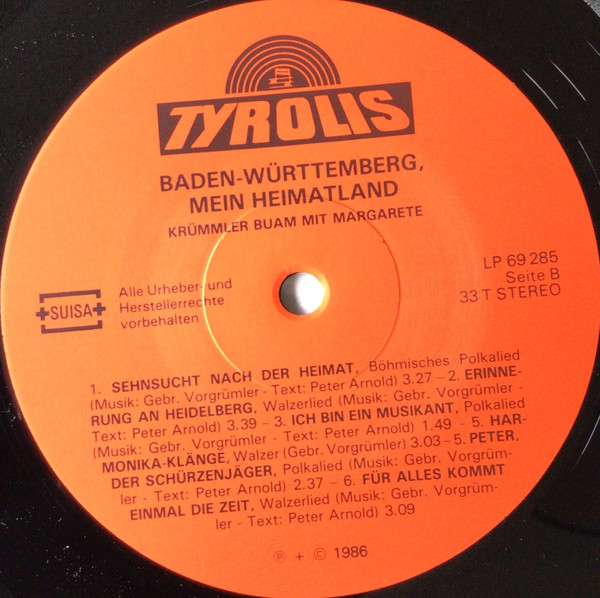 TYROLIS
BADEN-WÜRTTEMBERG,
MEIN HEIMATLAND
KRÜMMLER BUAM MIT MARGARETE
LP 69 285
Seite B
33 T STEREO
SUISA
Alle Urheber- und
Herstellerrechte
vorbehalten
1. SEHNSUCHT NACH DER HEIMAT, Böhmisches Polkalied
(Musik: Gebr. Vorgrümler - Text: Peter Arnold) 3.27 – 2. ERINNE-
RUNG AN HEIDELBERG, Walzerlied (Musik: Gebr. Vorgrümler -
Text: Peter Arnold) 3.39 – 3. ICH BIN EIN MUSIKANT, Polkalied
(Musik: Gebr. Vorgrümler - Text: Peter Arnold) 1.49 – 5. HAR-
MONIKA-KLÄNGE, Walzer (Gebr. Vorgrümler) 3.03 – 5. PETER,
DER SCHÜRZENJÄGER, Polkalied (Musik: Gebr. Vorgrüm-
ler - Text: Peter Arnold) 2.37 – 6. FÜR ALLES KOMMT
EINMAL DIE ZEIT, Walzerlied (Musik: Gebr. Vorgrüm-
ler - Text: Peter Arnold) 3.09
℗ + © 1986